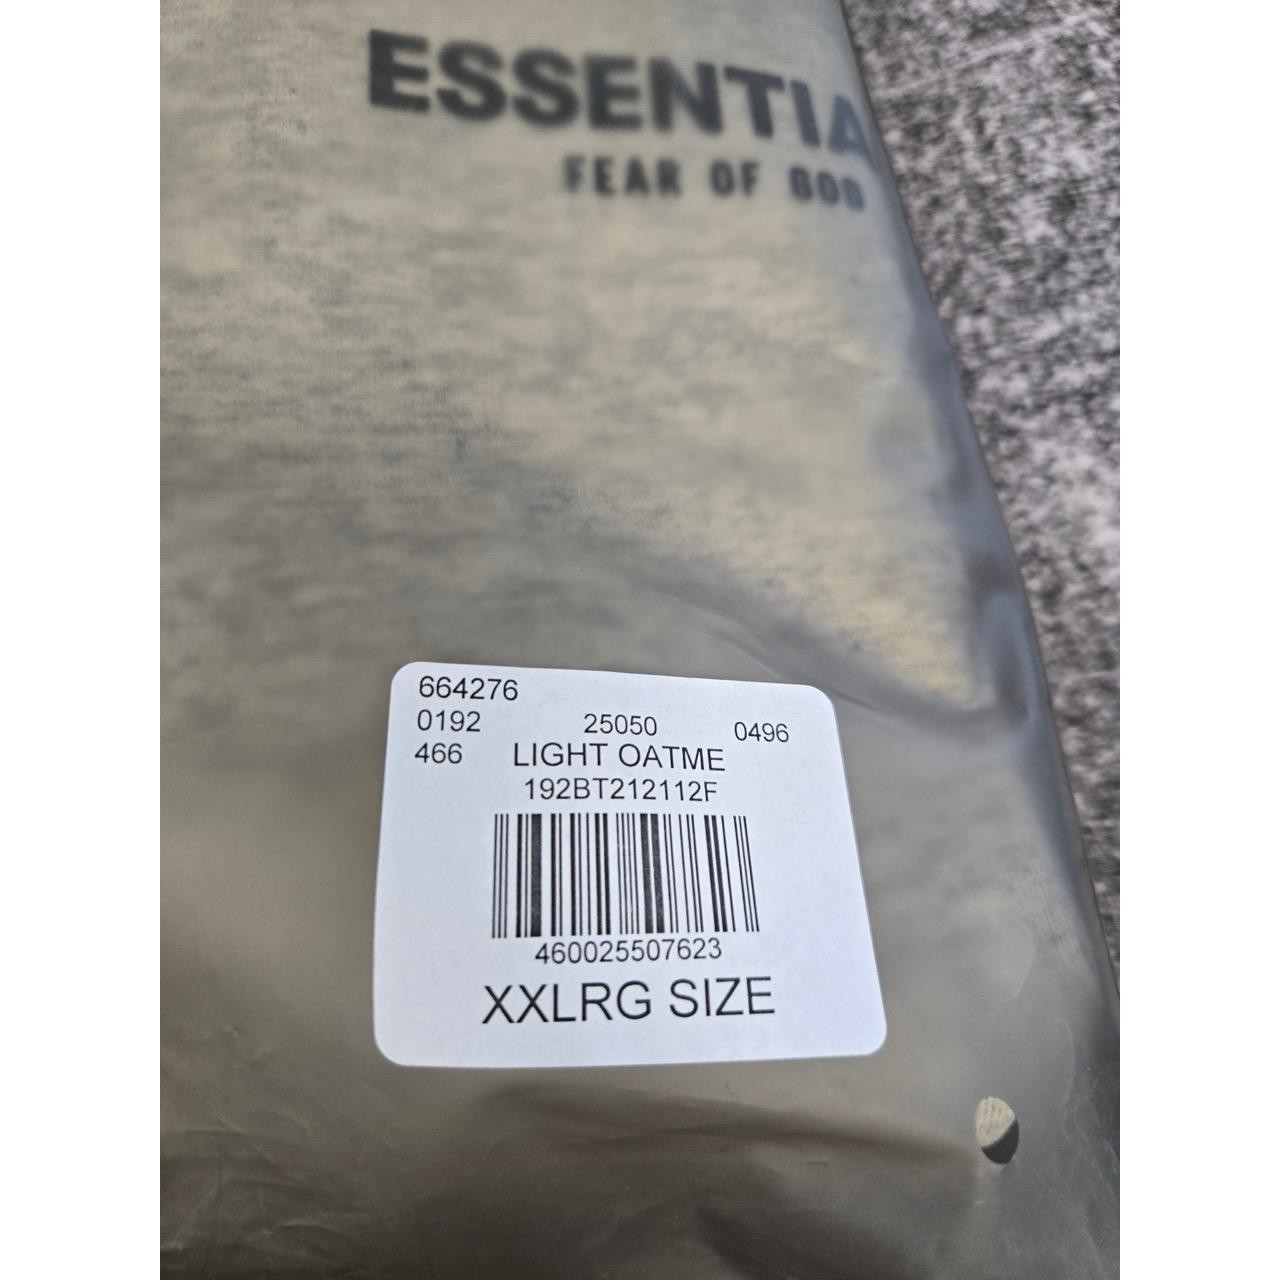 ESSENTIA
FEAR OF GOD
664276
0192 25050 0496
466 LIGHT OATME
192BT212112F
460025507623
XXLRG SIZE